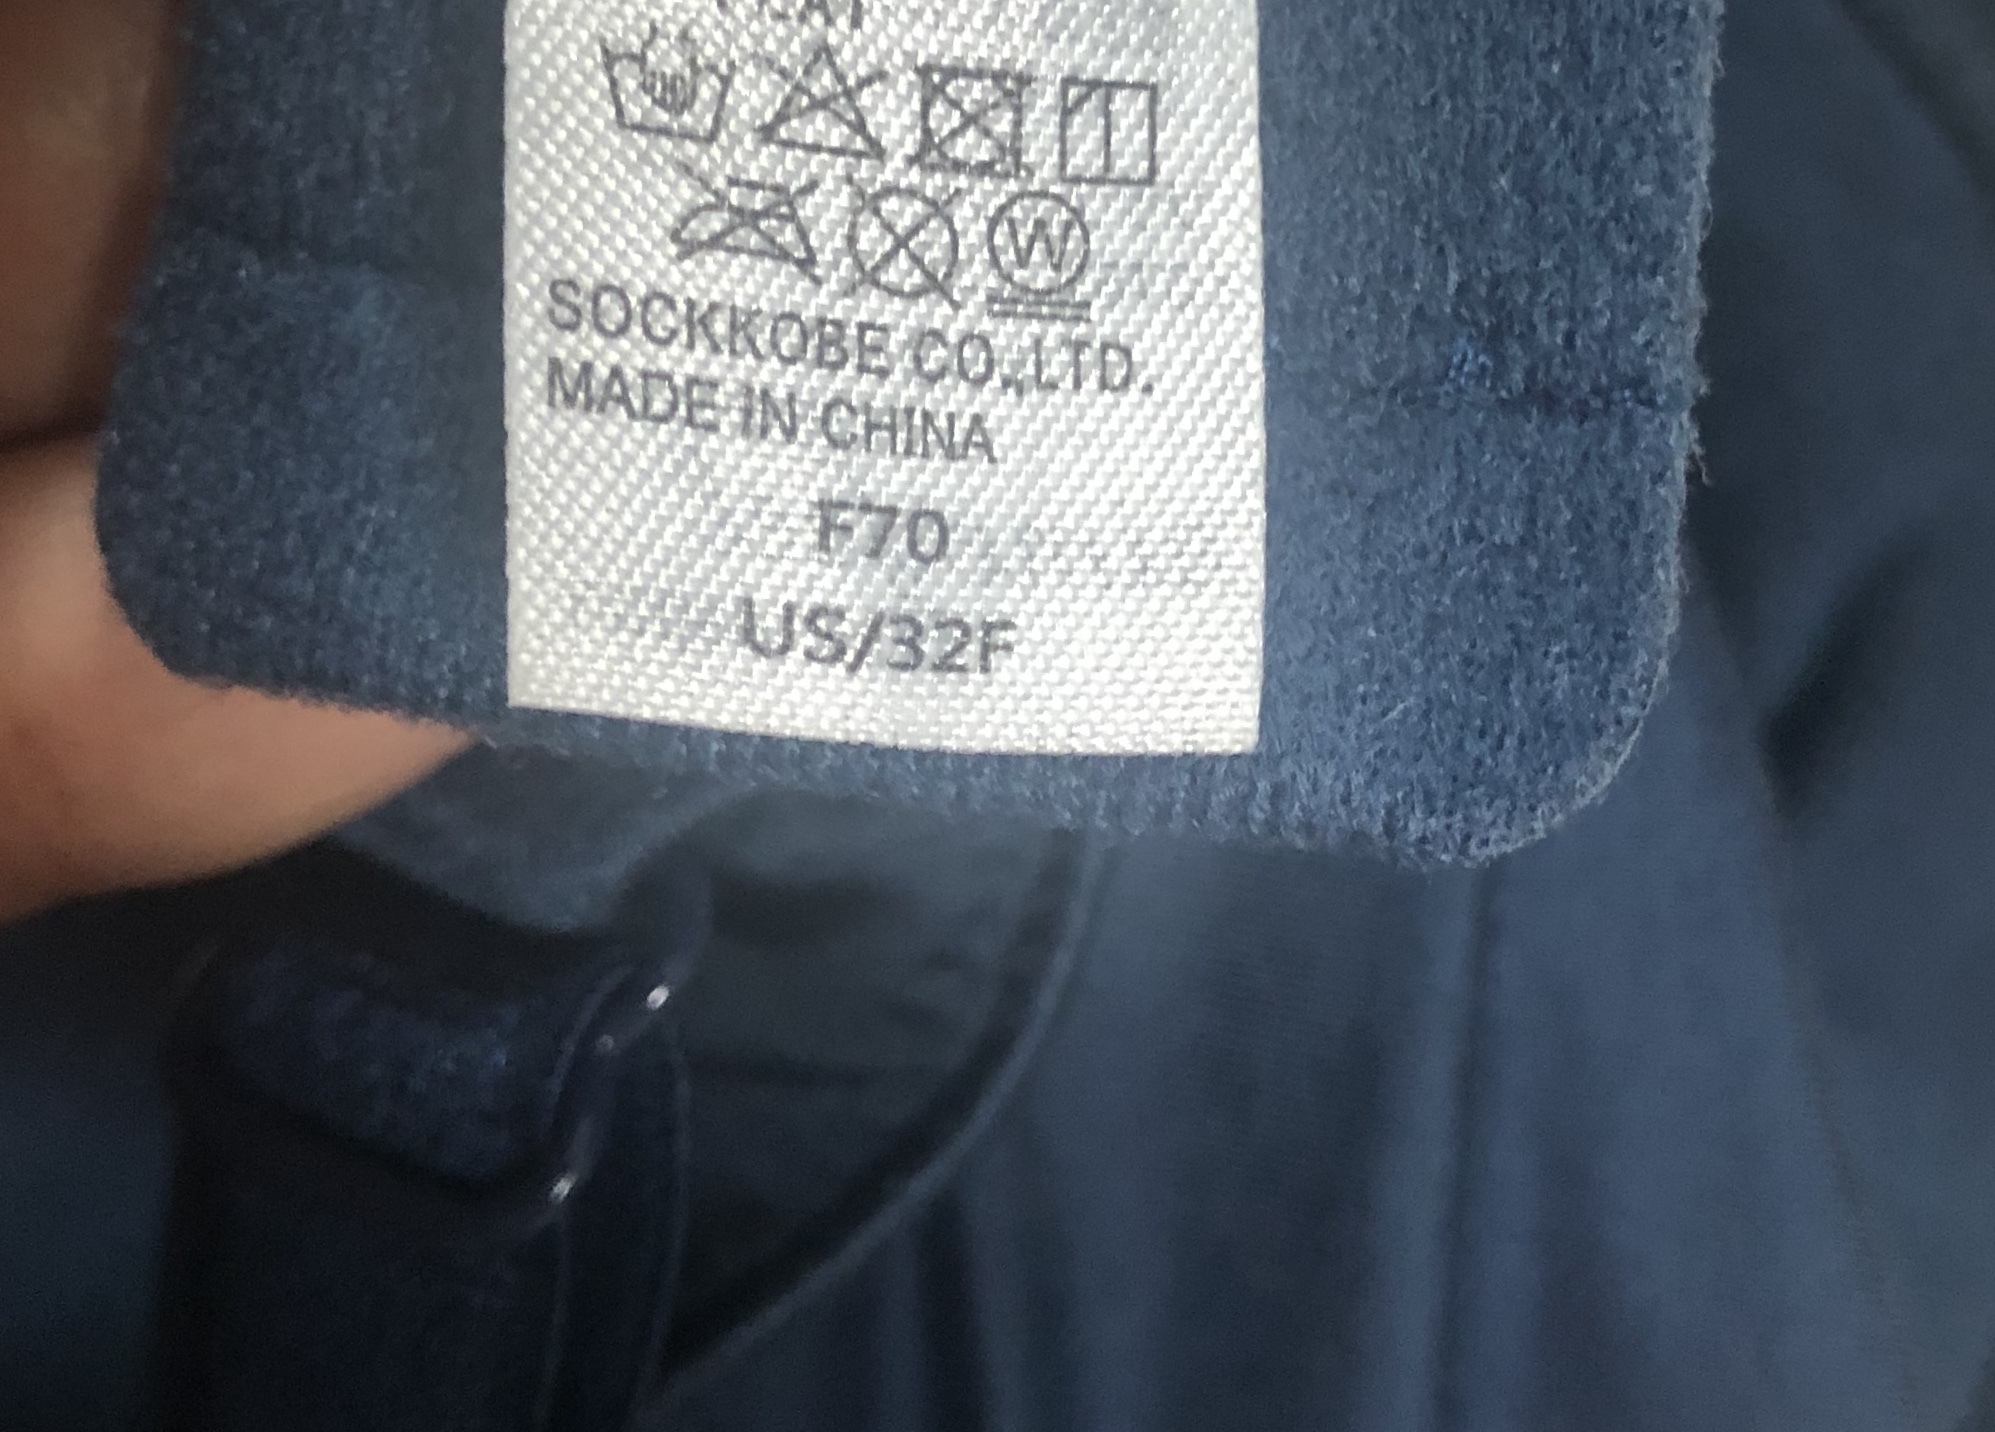 W
SOCKKOBE CO.,LTD.
MADE IN CHINA
F70
US/32F